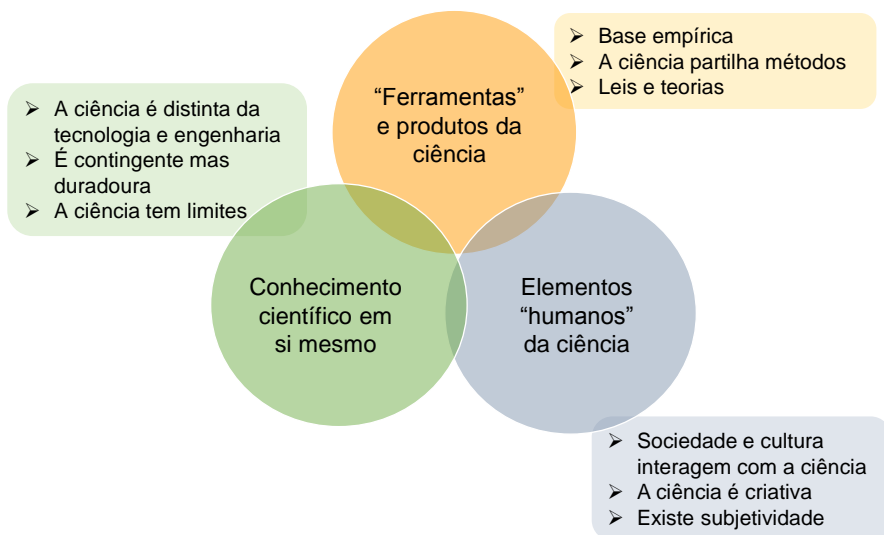 ➢ Base empírica
➢ A ciência partilha métodos
➢ Leis e teorias
“Ferramentas”
e produtos da
ciência
➢ A ciência é distinta da
tecnologia e engenharia
➢ É contingente mas
duradoura
➢ A ciência tem limites
Conhecimento
científico em
si mesmo
Elementos
“humanos”
da ciência
➢ Sociedade e cultura
interagem com a ciência
➢ A ciência é criativa
➢ Existe subjetividade